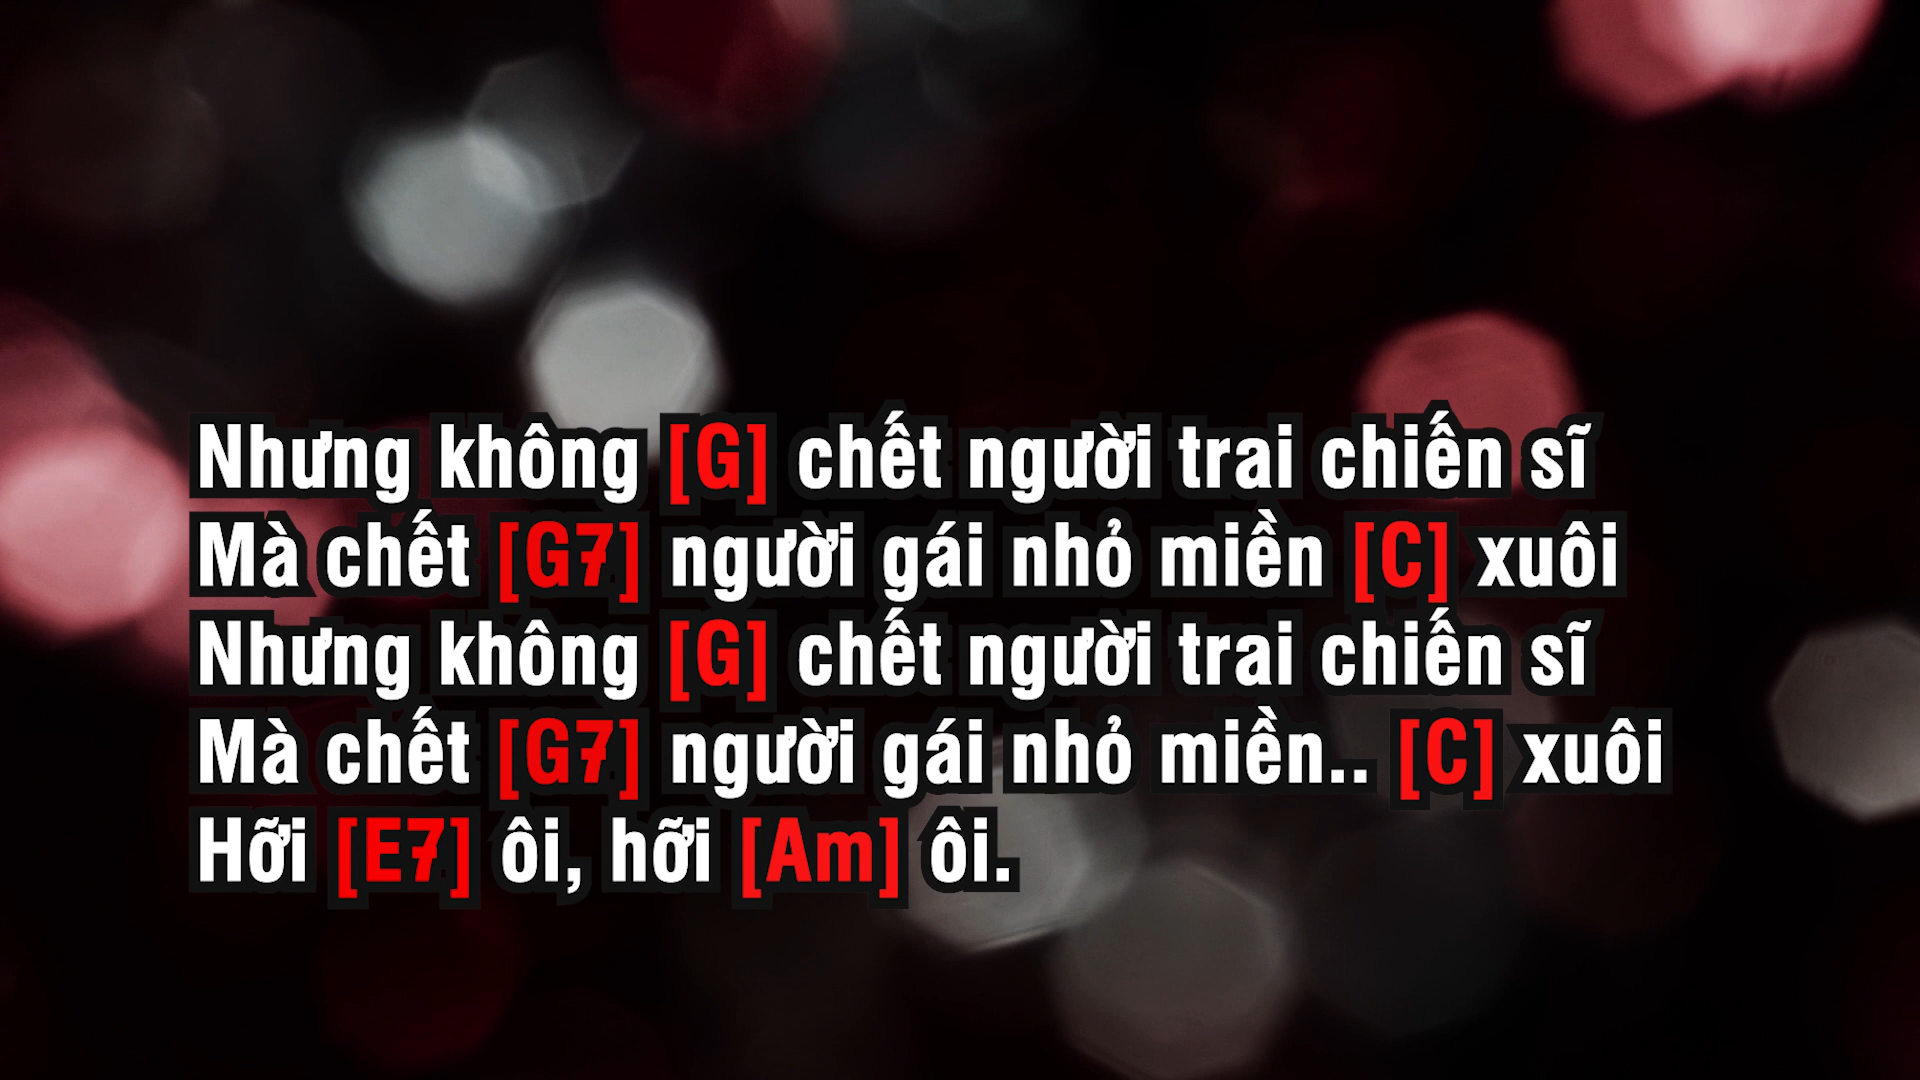 Nhưng không [G] chết người trai chiến sĩ
Mà chết [G7] người gái nhỏ miền [C] xuôi
Nhưng không [G] chết người trai chiến sĩ
Mà chết [G7] người gái nhỏ miền.. [C] xuôi
Hỡi [E7] ôi, hỡi [Am] ôi.